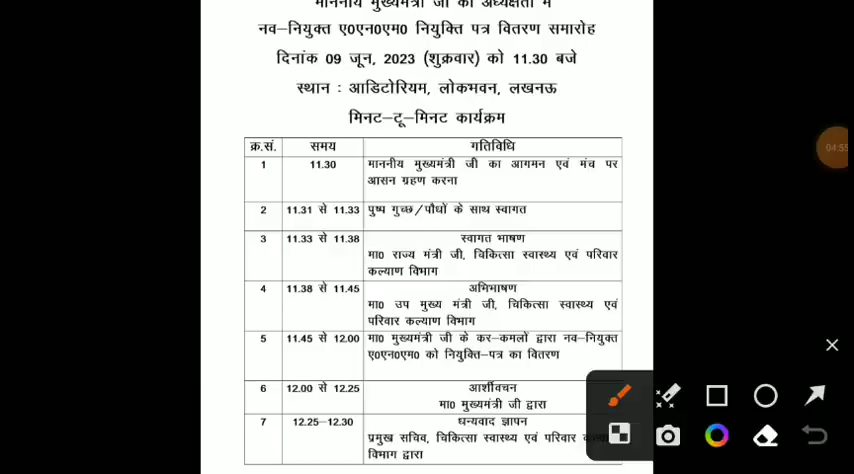 माननीय मुख्यमंत्री जी की अध्यक्षता में
नव–नियुक्त ए०एन०एम० नियुक्ति पत्र वितरण समारोह
दिनांक 09 जून, 2023 (शुक्रवार) को 11.30 बजे
स्थान : आडिटोरियम, लोकभवन, लखनऊ
मिनट–टू–मिनट कार्यक्रम
क्र.सं. समय गतिविधि
1 11.30 माननीय मुख्यमंत्री जी का आगमन एवं मंच पर
आसन ग्रहण करना
2 11.31 से 11.33 पुष्प गुच्छ/पौधों के साथ स्वागत
3 11.33 से 11.38 स्वागत भाषण
मा0 राज्य मंत्री जी, चिकित्सा स्वास्थ्य एवं परिवार
कल्याण विभाग
4 11.38 से 11.45 अभिभाषण
मा0 उप मुख्य मंत्री जी, चिकित्सा स्वास्थ्य एवं
परिवार कल्याण विभाग
5 11.45 से 12.00 मा0 मुख्यमंत्री जी के कर–कमलों द्वारा नव–नियुक्त
ए०एन०एम० को नियुक्ति–पत्र का वितरण
6 12.00 से 12.25 आर्शीवचन
मा0 मुख्यमंत्री जी द्वारा
7 12.25–12.30 धन्यवाद ज्ञापन
प्रमुख सचिव, चिकित्सा स्वास्थ्य एवं परिवार
विभाग द्वारा
04:55